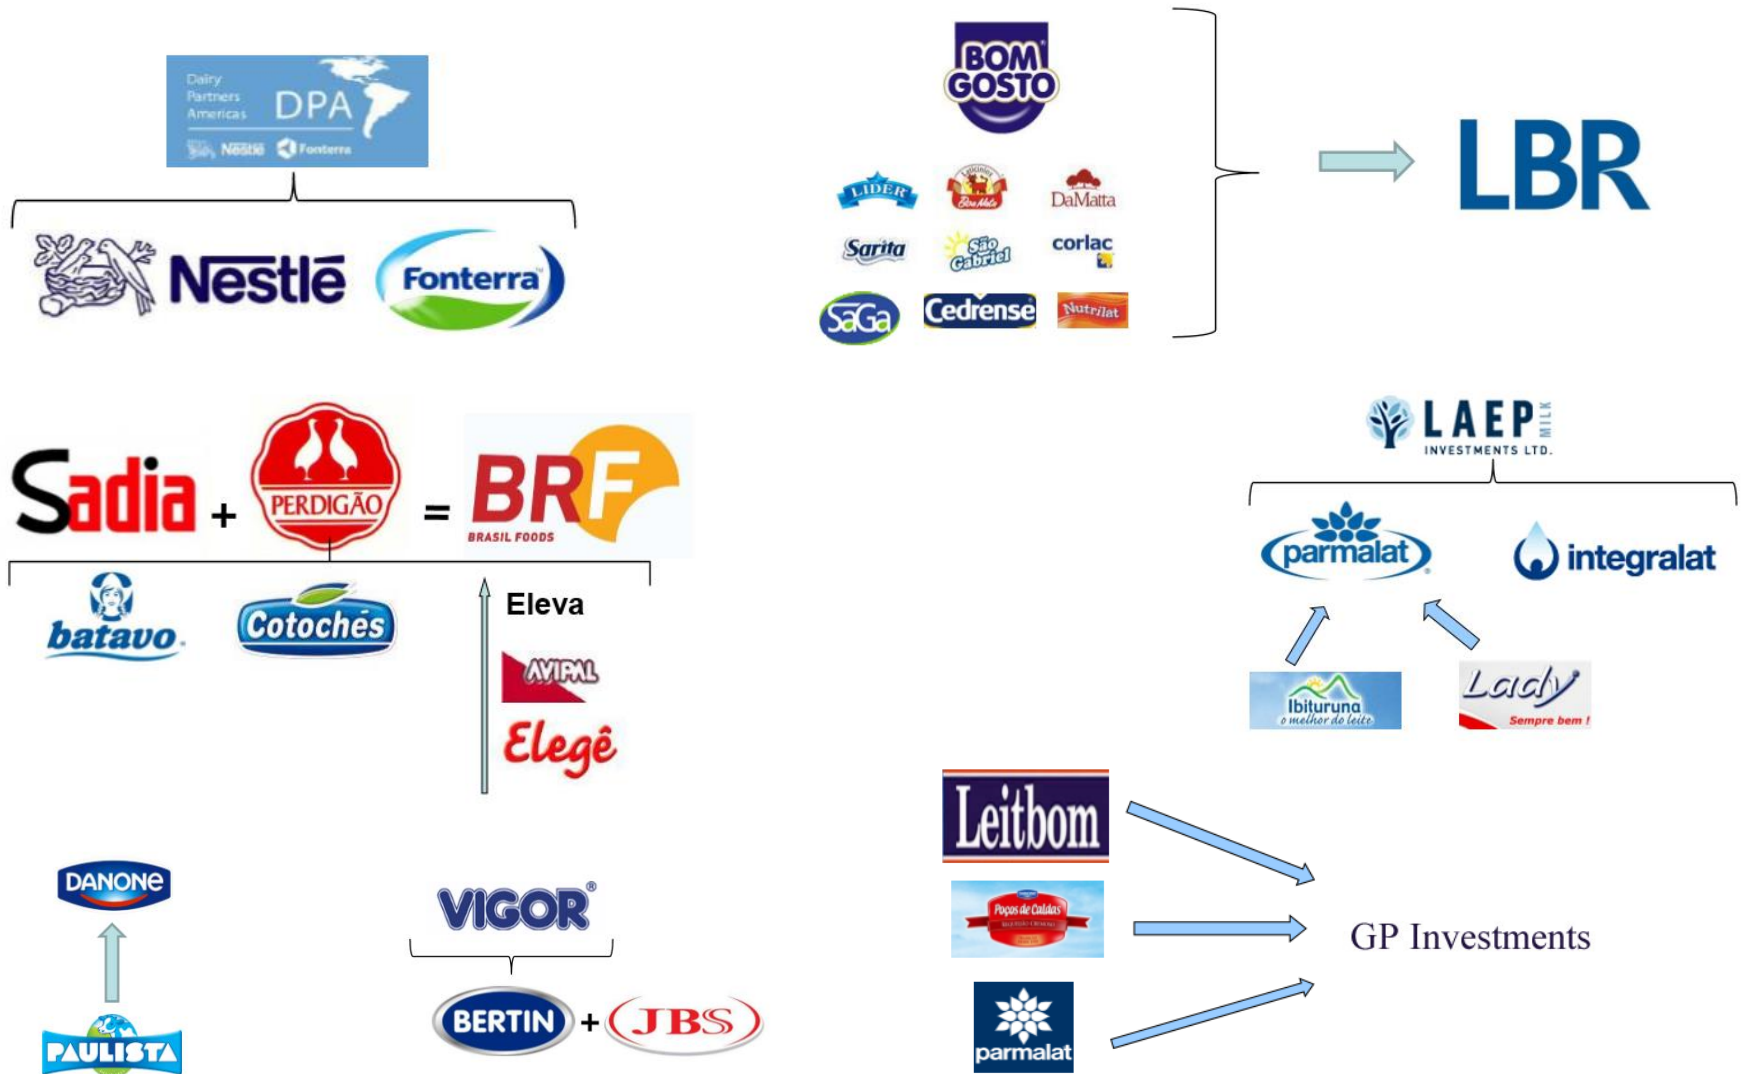 Dairy
Partners
Americas
DPA
Nestlé Fonterra
Nestlé
Fonterra
BOM
GOSTO
LIDER
DaMatta
Sarita
São
Gabriel
corlac
SaGa
Cedrense
Nutrilat
LBR
Sadia
+
PERDIGÃO
=
BRF
BRASIL FOODS
batavo
Cotochés
Eleva
AVIPAL
Elegê
LAEP
MILK
INVESTMENTS LTD.
parmalat
integralat
Ibituruna
o melhor do leite
Lady
Sempre bem !
DANONE
PAULISTA
VIGOR
BERTIN
+
JBS
Leitbom
Poços de Caldas
parmalat
GP Investments